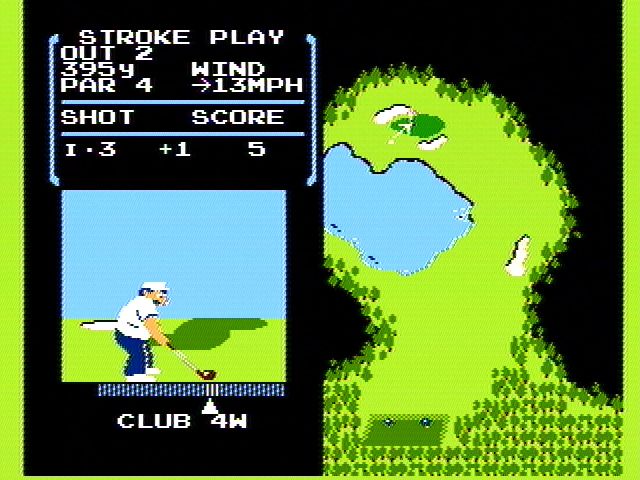 STROKE PLAY
OUT 2
395y WIND
PAR 4 →13MPH
SHOT SCORE
I·3 +1 5
CLUB 4W